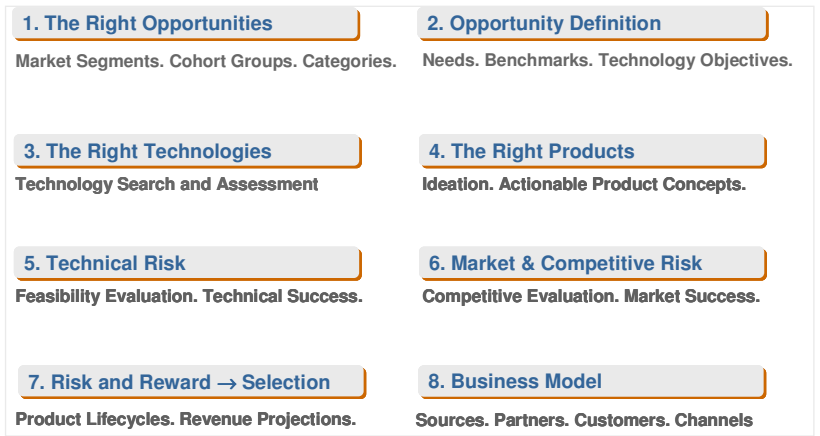 1. The Right Opportunities
Market Segments. Cohort Groups. Categories.
2. Opportunity Definition
Needs. Benchmarks. Technology Objectives.
3. The Right Technologies
Technology Search and Assessment
4. The Right Products
Ideation. Actionable Product Concepts.
5. Technical Risk
Feasibility Evaluation. Technical Success.
6. Market & Competitive Risk
Competitive Evaluation. Market Success.
7. Risk and Reward → Selection
Product Lifecycles. Revenue Projections.
8. Business Model
Sources. Partners. Customers. Channels